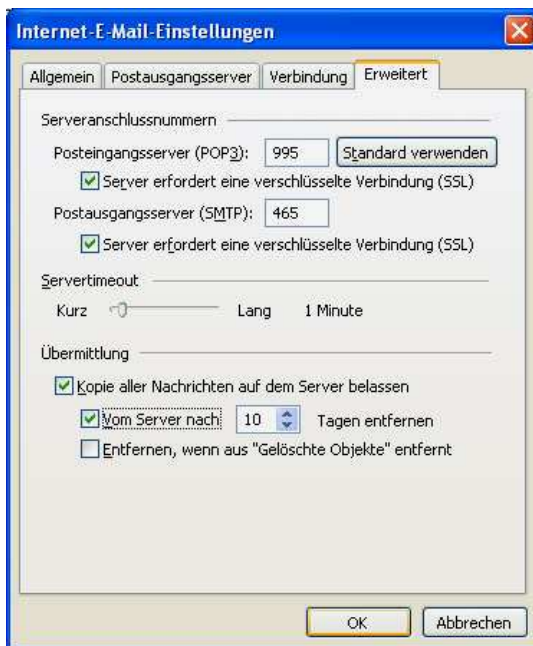 Internet-E-Mail-Einstellungen
Allgemein Postausgangsserver Verbindung Erweitert
Serveranschlussnummern
Posteingangsserver (POP3): 995 Standard verwenden
Server erfordert eine verschlüsselte Verbindung (SSL)
Postausgangsserver (SMTP): 465
Server erfordert eine verschlüsselte Verbindung (SSL)
Servertimeout
Kurz Lang 1 Minute
Übermittlung
Kopie aller Nachrichten auf dem Server belassen
Vom Server nach 10 Tagen entfernen
Entfernen, wenn aus "Gelöschte Objekte" entfernt
OK Abbrechen